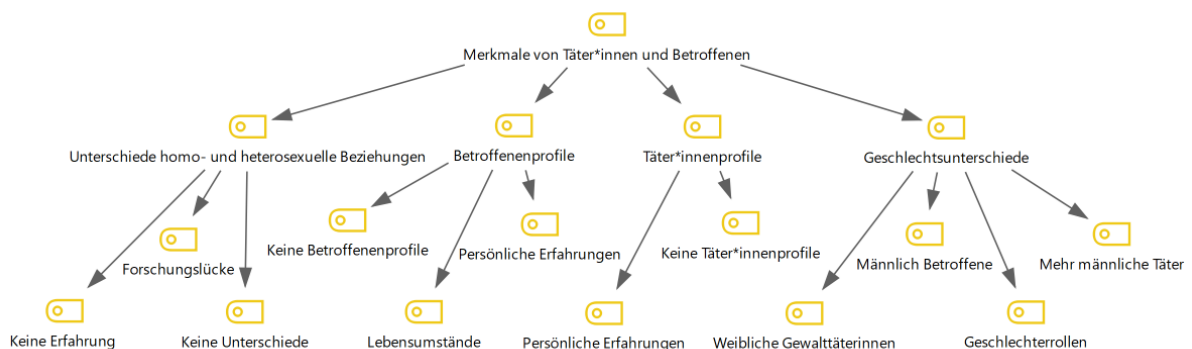 Merkmale von Täter*innen und Betroffenen
Unterschiede homo- und heterosexuelle Beziehungen
Betroffenenprofile
Täter*innenprofile
Geschlechtsunterschiede
Keine Betroffenenprofile
Persönliche Erfahrungen
Keine Täter*innenprofile
Männlich Betroffene
Mehr männliche Täter
Forschungslücke
Keine Erfahrung
Keine Unterschiede
Lebensumstände
Persönliche Erfahrungen
Weibliche Gewalttäterinnen
Geschlechterrollen